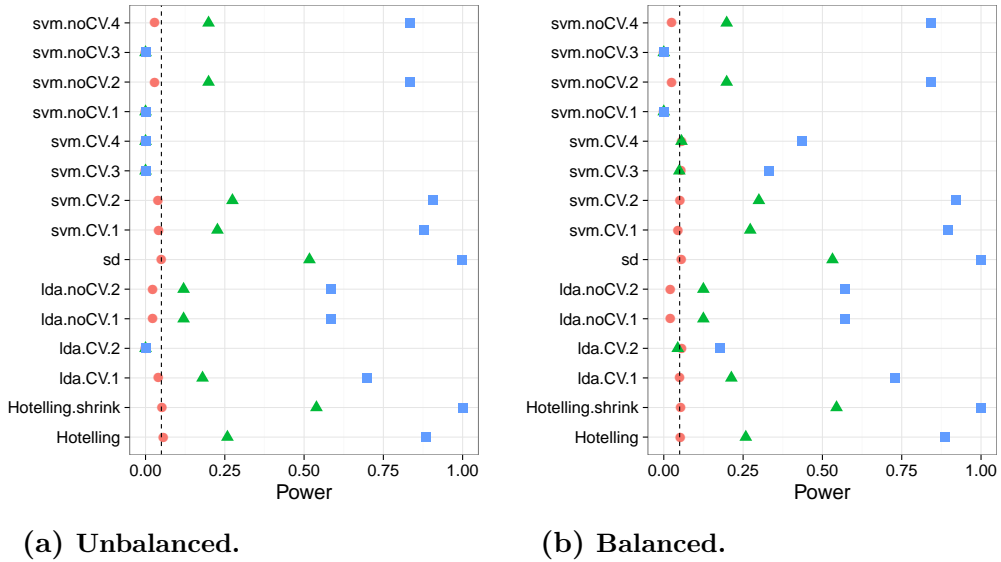 svm.noCV.4
svm.noCV.3
svm.noCV.2
svm.noCV.1
svm.CV.4
svm.CV.3
svm.CV.2
svm.CV.1
sd
lda.noCV.2
lda.noCV.1
lda.CV.2
lda.CV.1
Hotelling.shrink
Hotelling
0.00 0.25 0.50 0.75 1.00
Power
(a) Unbalanced.
svm.noCV.4
svm.noCV.3
svm.noCV.2
svm.noCV.1
svm.CV.4
svm.CV.3
svm.CV.2
svm.CV.1
sd
lda.noCV.2
lda.noCV.1
lda.CV.2
lda.CV.1
Hotelling.shrink
Hotelling
0.00 0.25 0.50 0.75 1.00
Power
(b) Balanced.